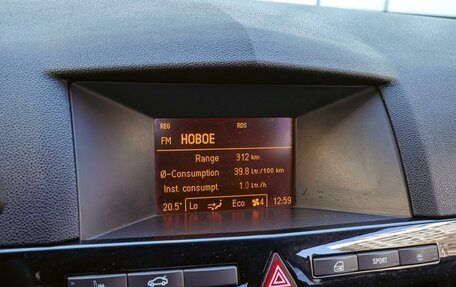 REG RDS
FM НОВОЕ
Range 312 km
Ø-Consumption 39.8 Ltr./100 km
Inst consumpt. 1.0 Ltr./h
20.5° Lo Eco 4 12:59
SPORT